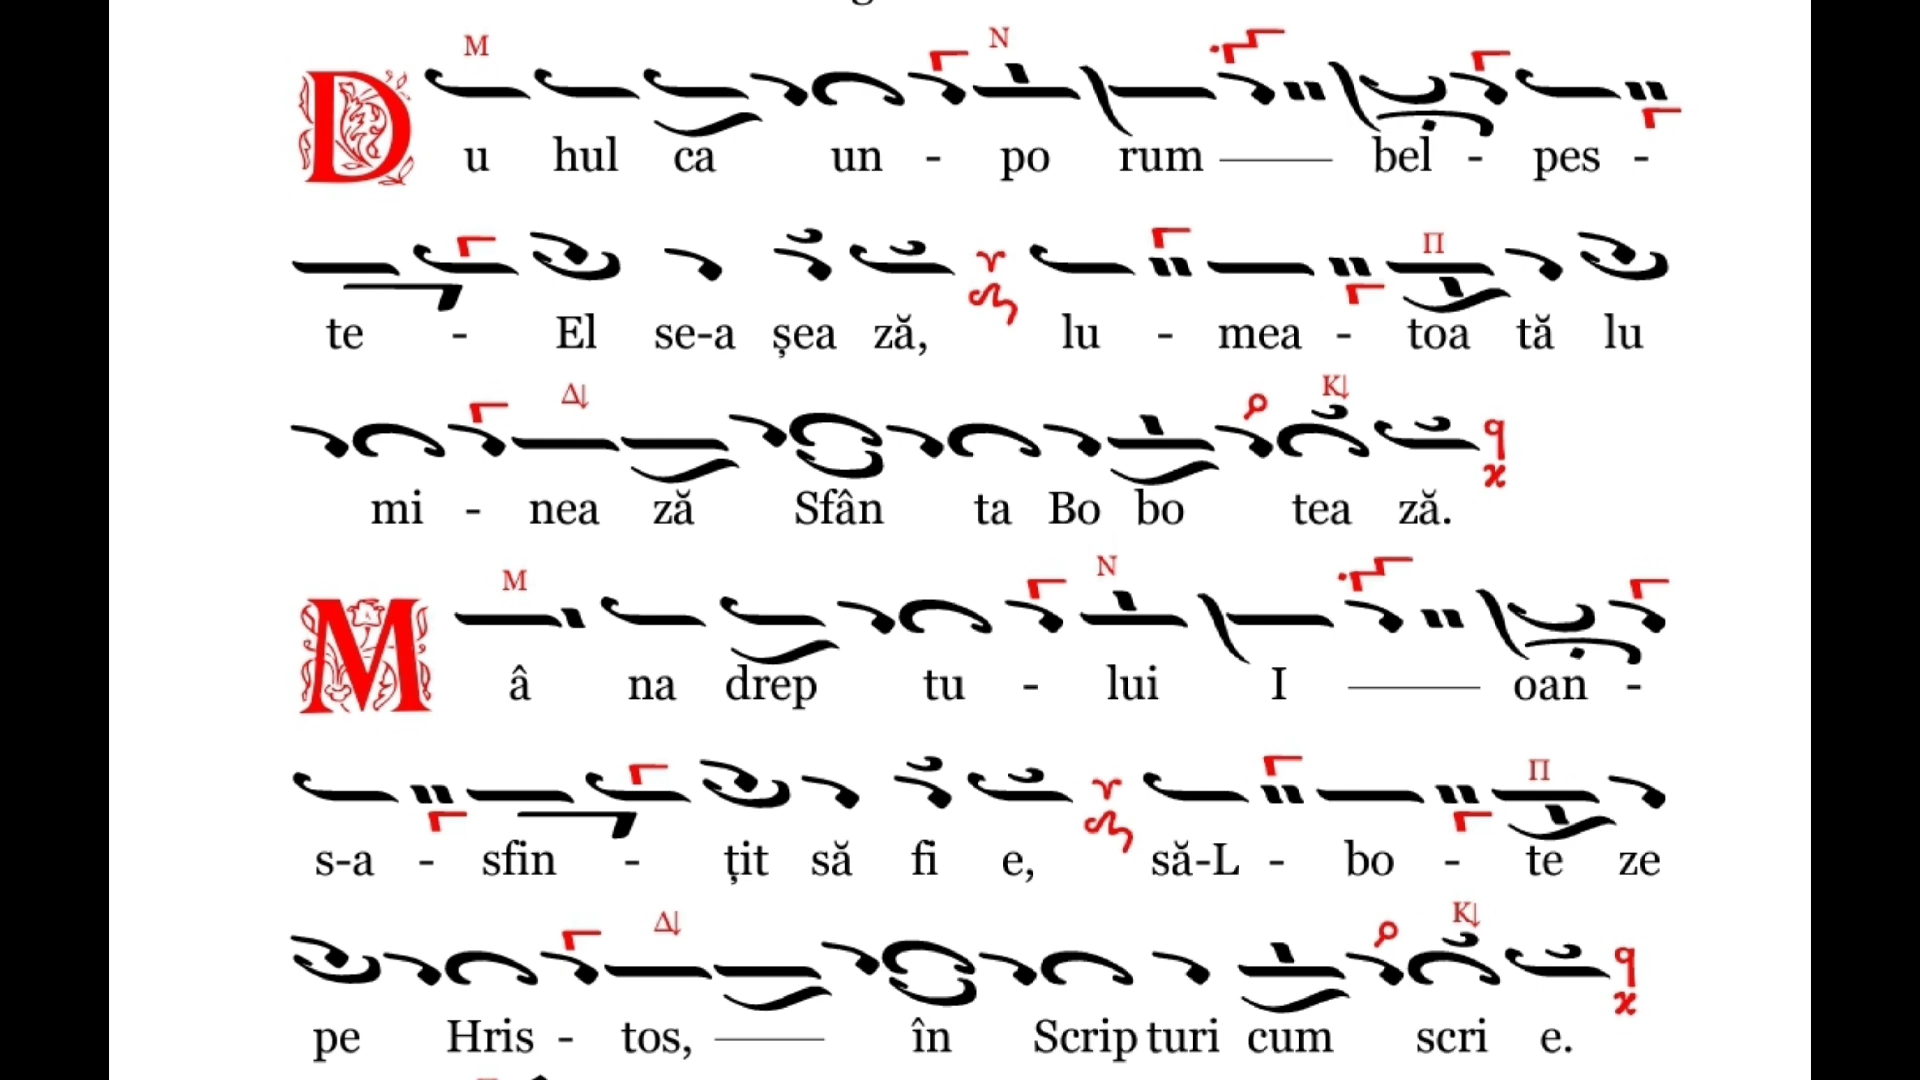 M N
Du hul ca un - po rum bel - pes -
Π
te - El se-a șea ză, lu - mea - toa tă lu
Δ↓ K↓
mi - nea ză Sfân ta Bo bo tea ză.
M N
Mâ na drep tu - lui I oan -
Π
s-a - sfin - țit să fi e, să-L - bo - te ze
Δ↓ K↓
pe Hris - tos, în Scrip turi cum scri e.